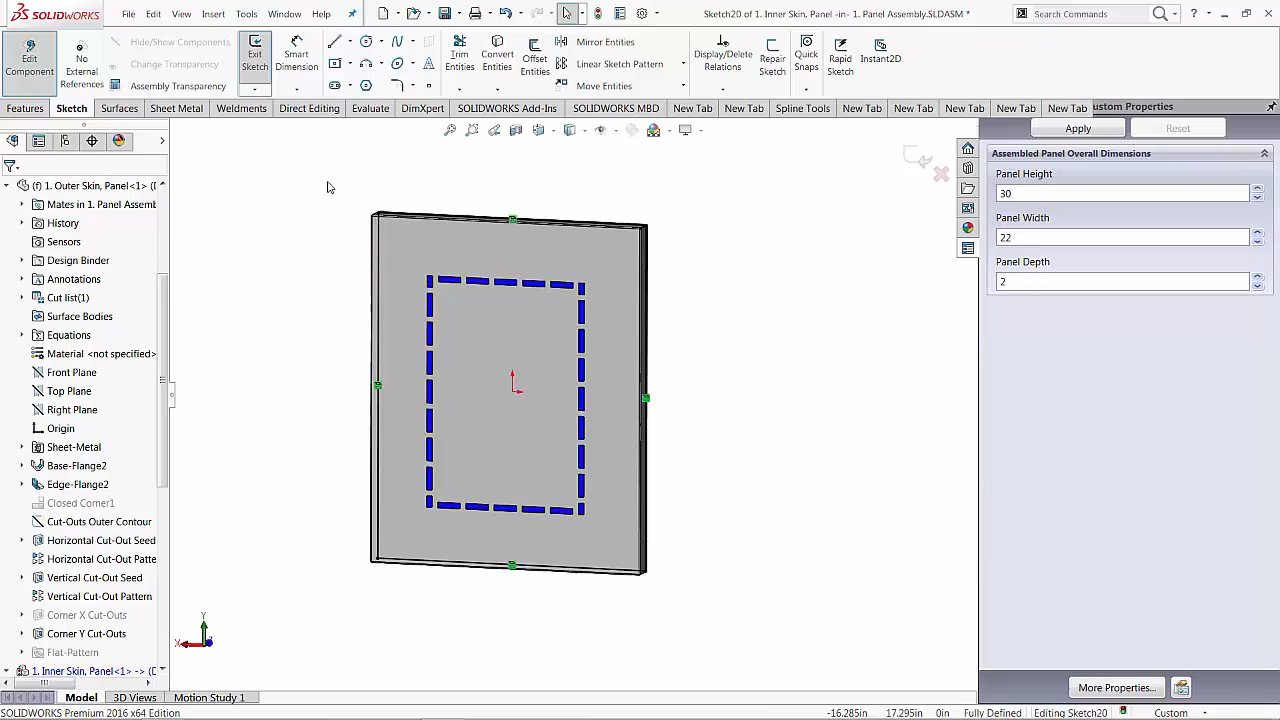 SOLIDWORKS
File Edit View Insert Tools Window Help
Sketch20 of 1. Inner Skin, Panel -in- 1. Panel Assembly.SLDASM *
Search Commands
Edit Component
No External References
Hide/Show Components
Change Transparency
Assembly Transparency
Exit Sketch
Smart Dimension
Trim Entities
Convert Entities
Offset Entities
Mirror Entities
Linear Sketch Pattern
Move Entities
Display/Delete Relations
Repair Sketch
Quick Snaps
Rapid Sketch
Instant2D
Features Sketch Surfaces Sheet Metal Weldments Direct Editing Evaluate DimXpert SOLIDWORKS Add-Ins SOLIDWORKS MBD New Tab New Tab Spline Tools New Tab New Tab New Tab New Tab New Tab
ustom Properties
Apply Reset
Assembled Panel Overall Dimensions
Panel Height
30
Panel Width
22
Panel Depth
2
(f) 1. Outer Skin, Panel<1> (D
Mates in 1. Panel Assemb
History
Sensors
Design Binder
Annotations
Cut list(1)
Surface Bodies
Equations
Material <not specified>
Front Plane
Top Plane
Right Plane
Origin
Sheet-Metal
Base-Flange2
Edge-Flange2
Closed Corner1
Cut-Outs Outer Contour
Horizontal Cut-Out Seed
Horizontal Cut-Out Patte
Vertical Cut-Out Seed
Vertical Cut-Out Pattern
Corner X Cut-Outs
Corner Y Cut-Outs
Flat-Pattern
1. Inner Skin, Panel<1> -> (D
Y
X
More Properties...
Model 3D Views Motion Study 1
SOLIDWORKS Premium 2016 x64 Edition
-16.285in 17.295in 0in Fully Defined Editing Sketch20 Custom